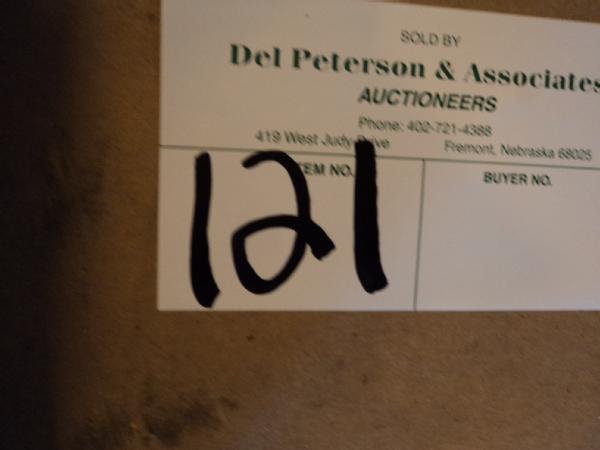 SOLD BY
Del Peterson & Associates
AUCTIONEERS
Phone: 402-721-4388
419 West Judy Drive Fremont, Nebraska 68025
ITEM NO. BUYER NO.
121